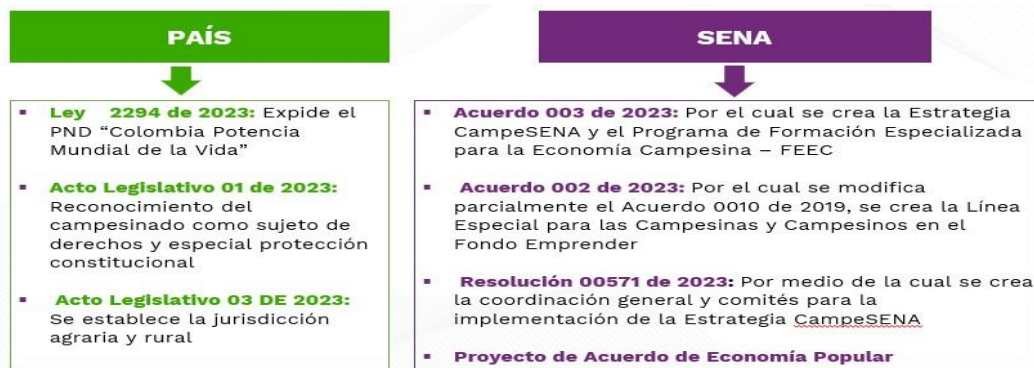 PAÍS
Ley 2294 de 2023: Expide el
PND “Colombia Potencia
Mundial de la Vida”
Acto Legislativo 01 de 2023:
Reconocimiento del
campesinado como sujeto de
derechos y especial protección
constitucional
Acto Legislativo 03 DE 2023:
Se establece la jurisdicción
agraria y rural
SENA
Acuerdo 003 de 2023: Por el cual se crea la Estrategia
CampeSENA y el Programa de Formación Especializada
para la Economía Campesina – FEEC
Acuerdo 002 de 2023: Por el cual se modifica
parcialmente el Acuerdo 0010 de 2019, se crea la Línea
Especial para las Campesinas y Campesinos en el
Fondo Emprender
Resolución 00571 de 2023: Por medio de la cual se crea
la coordinación general y comités para la
implementación de la Estrategia CampeSENA
Proyecto de Acuerdo de Economía Popular